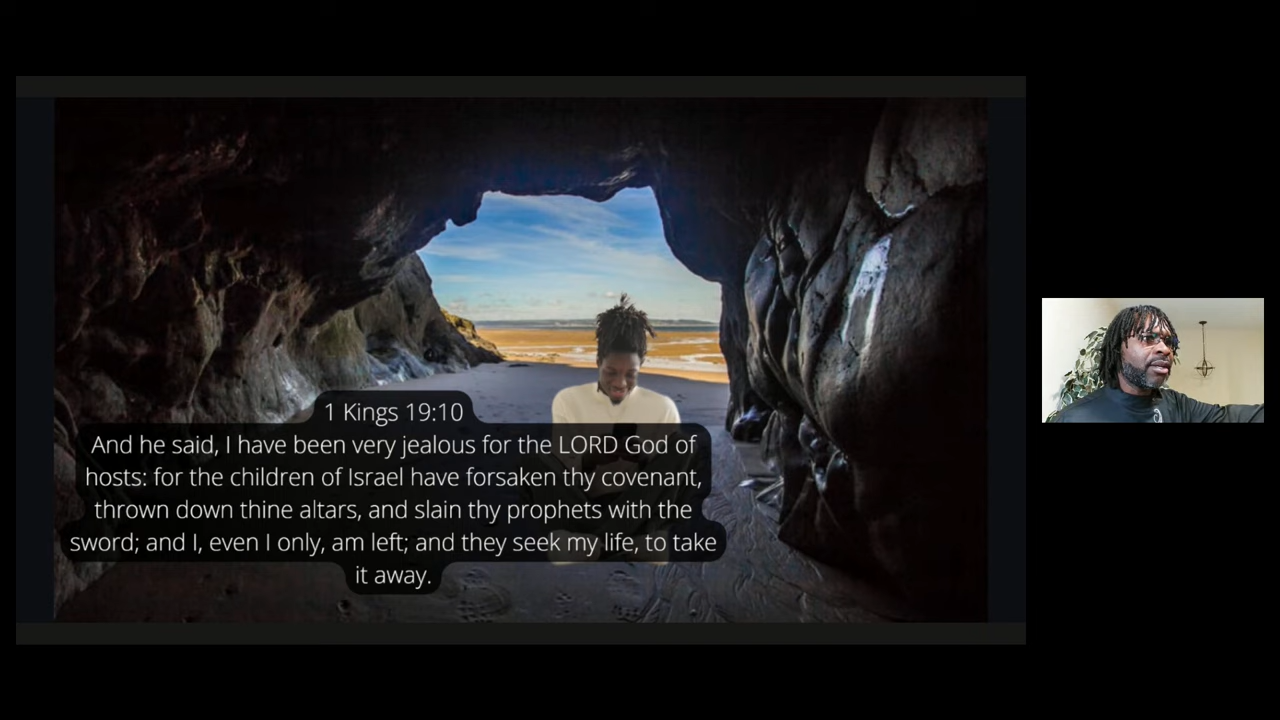 1 Kings 19:10
And he said, I have been very jealous for the LORD God of
hosts: for the children of Israel have forsaken thy covenant,
thrown down thine altars, and slain thy prophets with the
sword; and I, even I only, am left; and they seek my life, to take
it away.